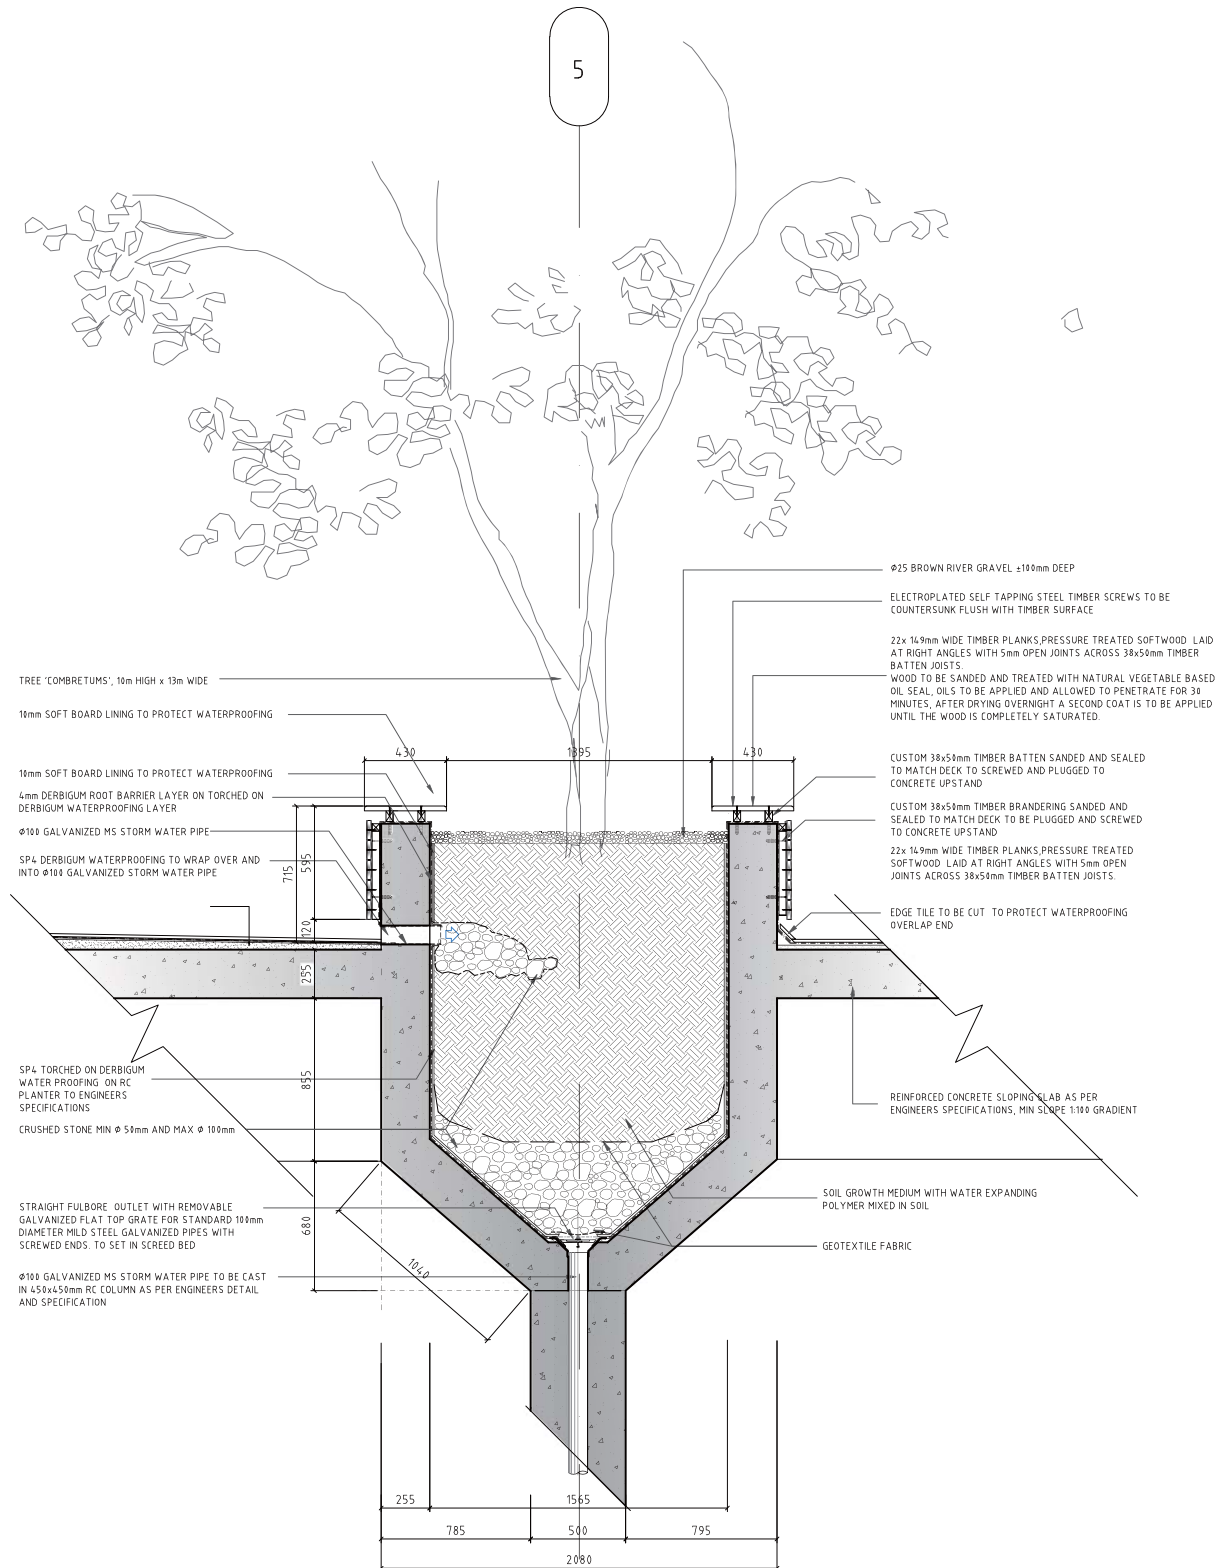 5
Φ25 BROWN RIVER GRAVEL ±100mm DEEP
ELECTROPLATED SELF TAPPING STEEL TIMBER SCREWS TO BE
COUNTERSUNK FLUSH WITH TIMBER SURFACE
22x 149mm WIDE TIMBER PLANKS,PRESSURE TREATED SOFTWOOD LAID
AT RIGHT ANGLES WITH 5mm OPEN JOINTS ACROSS 38x50mm TIMBER
BATTEN JOISTS.
WOOD TO BE SANDED AND TREATED WITH NATURAL VEGETABLE BASED
OIL SEAL, OILS TO BE APPLIED AND ALLOWED TO PENETRATE FOR 30
MINUTES, AFTER DRYING OVERNIGHT A SECOND COAT IS TO BE APPLIED
UNTIL THE WOOD IS COMPLETELY SATURATED.
CUSTOM 38x50mm TIMBER BATTEN SANDED AND SEALED
TO MATCH DECK TO SCREWED AND PLUGGED TO
CONCRETE UPSTAND
CUSTOM 38x50mm TIMBER BRANDERING SANDED AND
SEALED TO MATCH DECK TO BE PLUGGED AND SCREWED
TO CONCRETE UPSTAND
22x 149mm WIDE TIMBER PLANKS,PRESSURE TREATED
SOFTWOOD LAID AT RIGHT ANGLES WITH 5mm OPEN
JOINTS ACROSS 38x50mm TIMBER BATTEN JOISTS.
EDGE TILE TO BE CUT TO PROTECT WATERPROOFING
OVERLAP END
REINFORCED CONCRETE SLOPING SLAB AS PER
ENGINEERS SPECIFICATIONS, MIN SLOPE 1:100 GRADIENT
SOIL GROWTH MEDIUM WITH WATER EXPANDING
POLYMER MIXED IN SOIL
GEOTEXTILE FABRIC
TREE 'COMBRETUMS', 10m HIGH x 13m WIDE
10mm SOFT BOARD LINING TO PROTECT WATERPROOFING
10mm SOFT BOARD LINING TO PROTECT WATERPROOFING
4mm DERBIGUM ROOT BARRIER LAYER ON TORCHED ON
DERBIGUM WATERPROOFING LAYER
Φ100 GALVANIZED MS STORM WATER PIPE
SP4 DERBIGUM WATERPROOFING TO WRAP OVER AND
INTO Φ100 GALVANIZED STORM WATER PIPE
SP4 TORCHED ON DERBIGUM
WATER PROOFING ON RC
PLANTER TO ENGINEERS
SPECIFICATIONS
CRUSHED STONE MIN Φ 50mm AND MAX Φ 100mm
STRAIGHT FULBORE OUTLET WITH REMOVABLE
GALVANIZED FLAT TOP GRATE FOR STANDARD 100mm
DIAMETER MILD STEEL GALVANIZED PIPES WITH
SCREWED ENDS. TO SET IN SCREED BED
Φ100 GALVANIZED MS STORM WATER PIPE TO BE CAST
IN 450x450mm RC COLUMN AS PER ENGINEERS DETAIL
AND SPECIFICATION
430
1395
430
715
595
120
255
855
680
1040
255
1565
785
500
795
2080